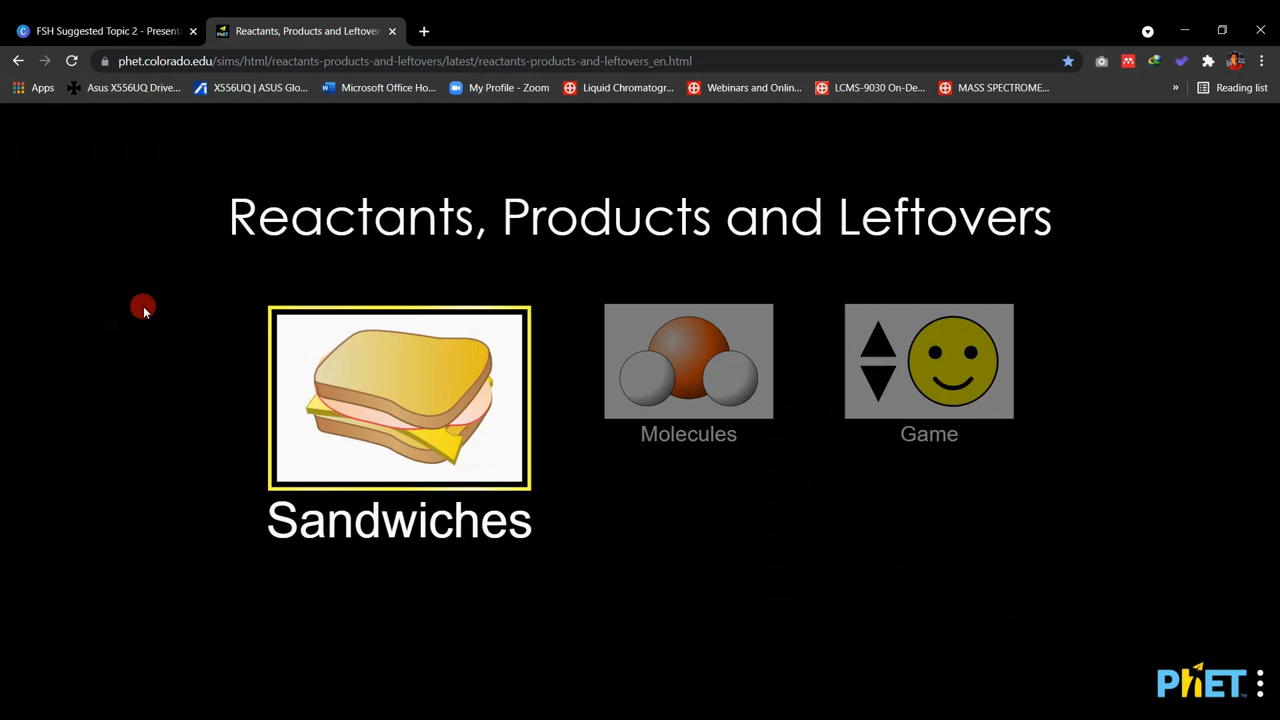 FSH Suggested Topic 2 - Presenta
Reactants, Products and Leftover
phet.colorado.edu/sims/html/reactants-products-and-leftovers/latest/reactants-products-and-leftovers_en.html
Apps
Asus X556UQ Drive...
X556UQ | ASUS Glo...
Microsoft Office Ho...
My Profile - Zoom
Liquid Chromatogr...
Webinars and Onlin...
LCMS-9030 On-De...
MASS SPECTROME...
»
Reading list
Reactants, Products and Leftovers
Sandwiches
Molecules
Game
PhET